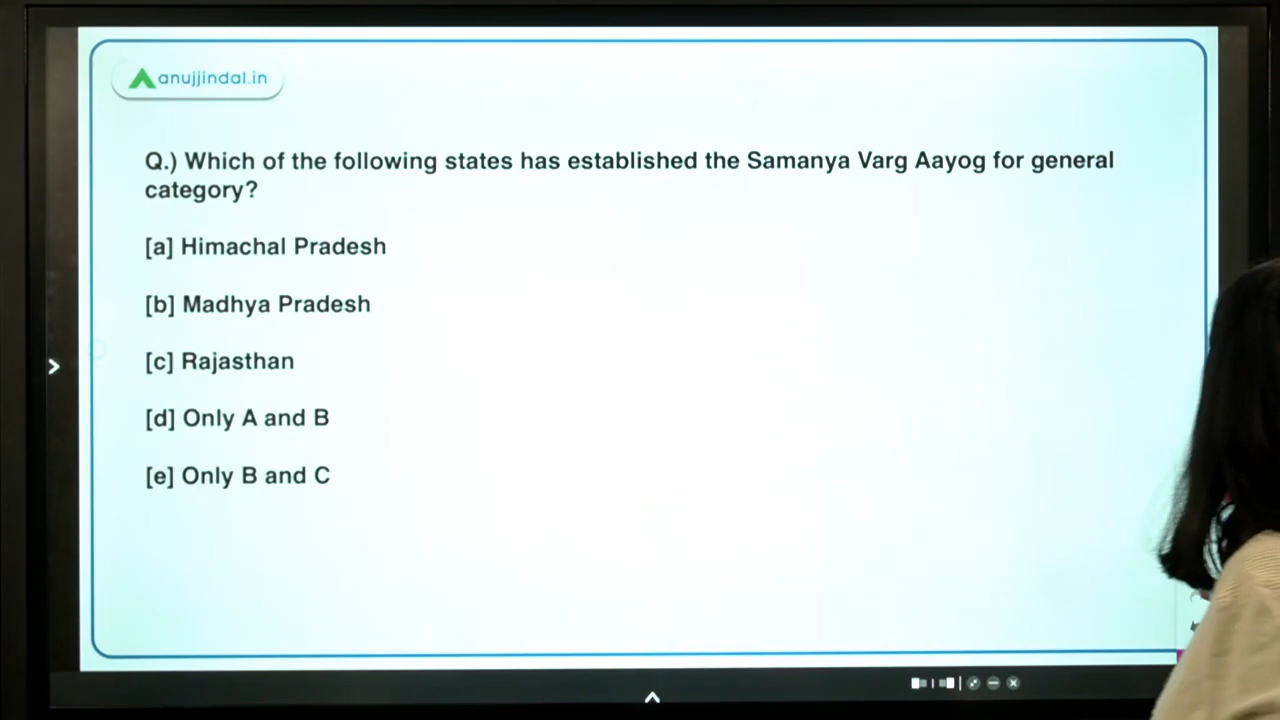 anujjindal.in
Q.) Which of the following states has established the Samanya Varg Aayog for general
category?
[a] Himachal Pradesh
[b] Madhya Pradesh
[c] Rajasthan
[d] Only A and B
[e] Only B and C